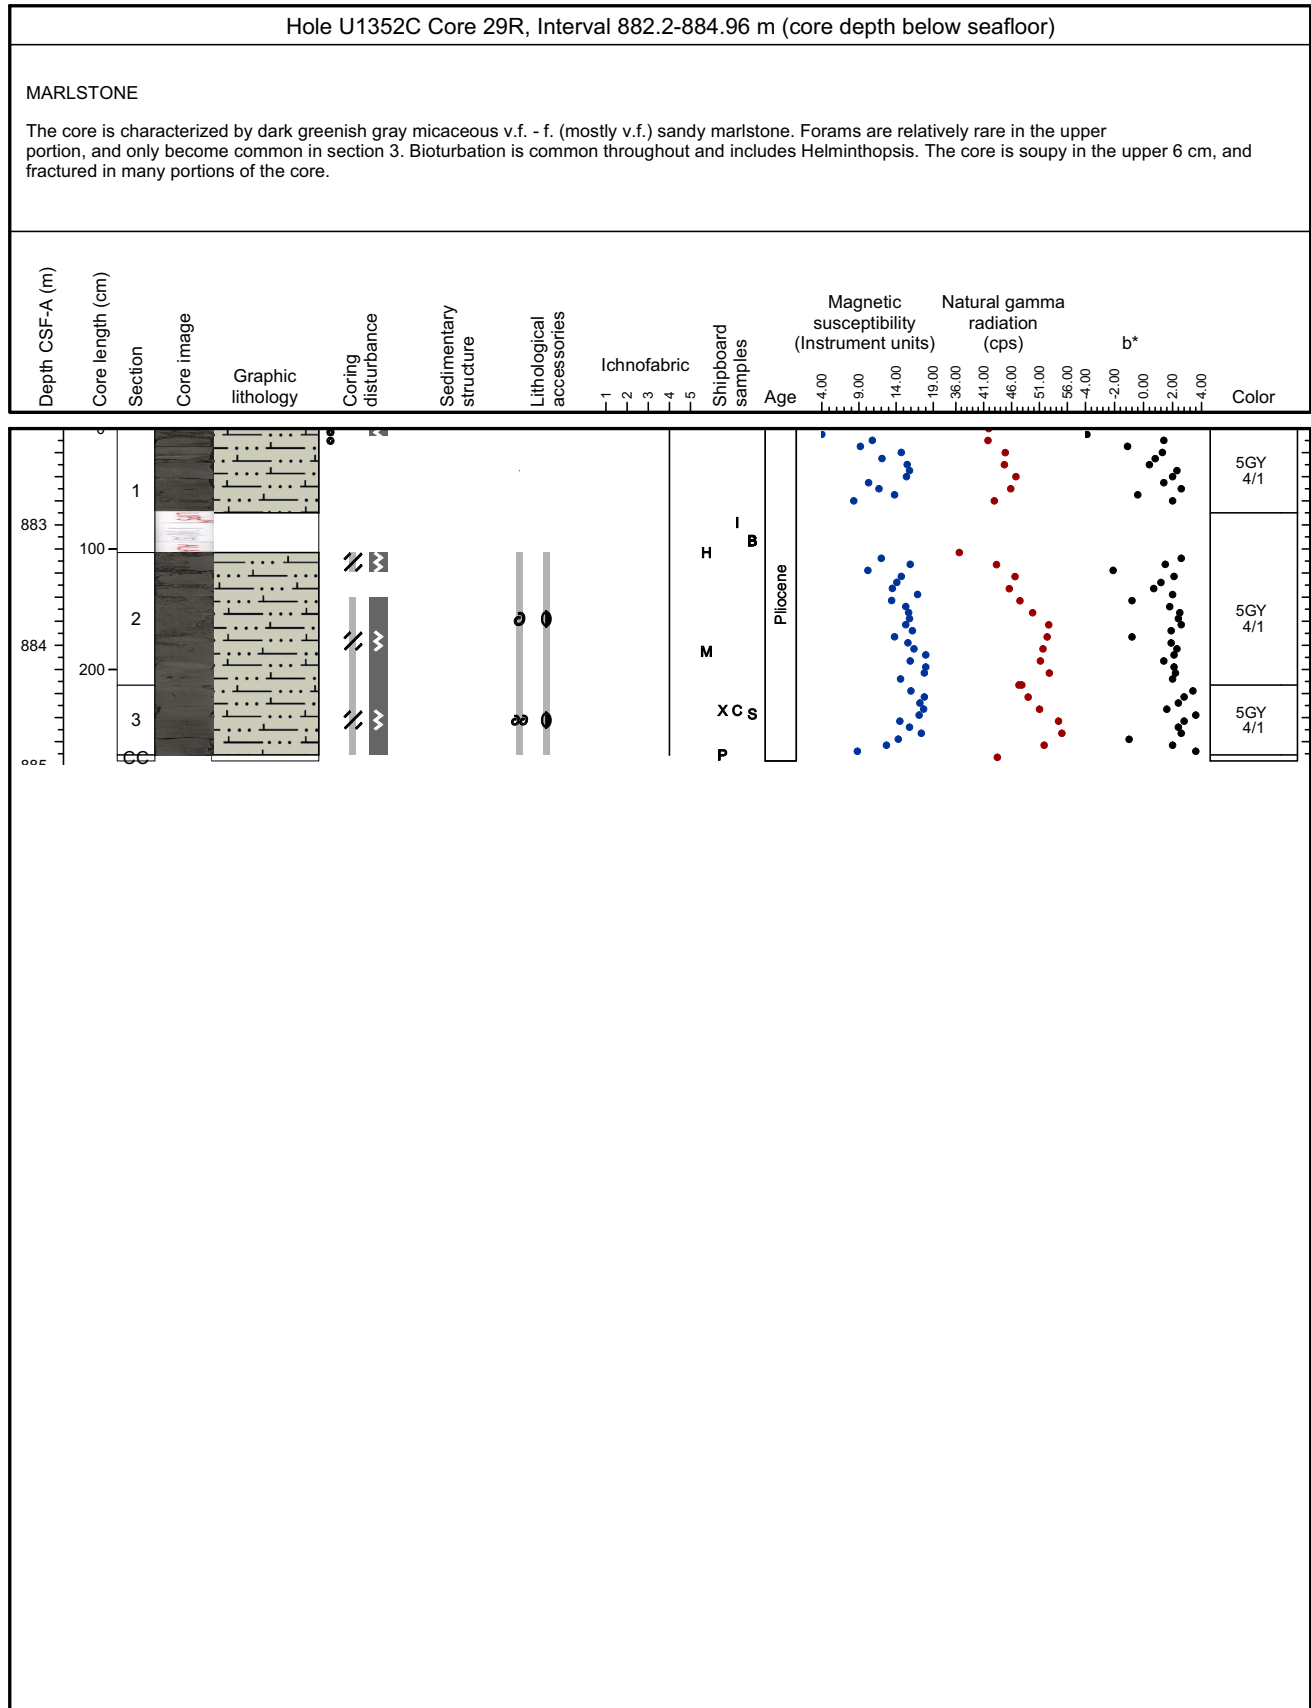 Hole U1352C Core 29R, Interval 882.2-884.96 m (core depth below seafloor)
MARLSTONE
The core is characterized by dark greenish gray micaceous v.f. - f. (mostly v.f.) sandy marlstone. Forams are relatively rare in the upper
portion, and only become common in section 3. Bioturbation is common throughout and includes Helminthopsis. The core is soupy in the upper 6 cm, and
fractured in many portions of the core.
Depth CSF-A (m)
Core length (cm)
Section
Core image
Graphic
lithology
Coring
disturbance
Sedimentary
structure
Lithological
accessories
Ichnofabric
1 2 3 4 5
Shipboard
samples
Age
Magnetic
susceptibility
(Instrument units)
4.00 9.00 14.00 19.00
Natural gamma
radiation
(cps)
36.00 41.00 46.00 51.00 56.00
b*
-4.00 -2.00 0.00 2.00 4.00
Color
0
1
5GY
4/1
883
I
B
100
H
Pliocene
2
5GY
4/1
884
M
200
3
X C S
5GY
4/1
CC
P
885